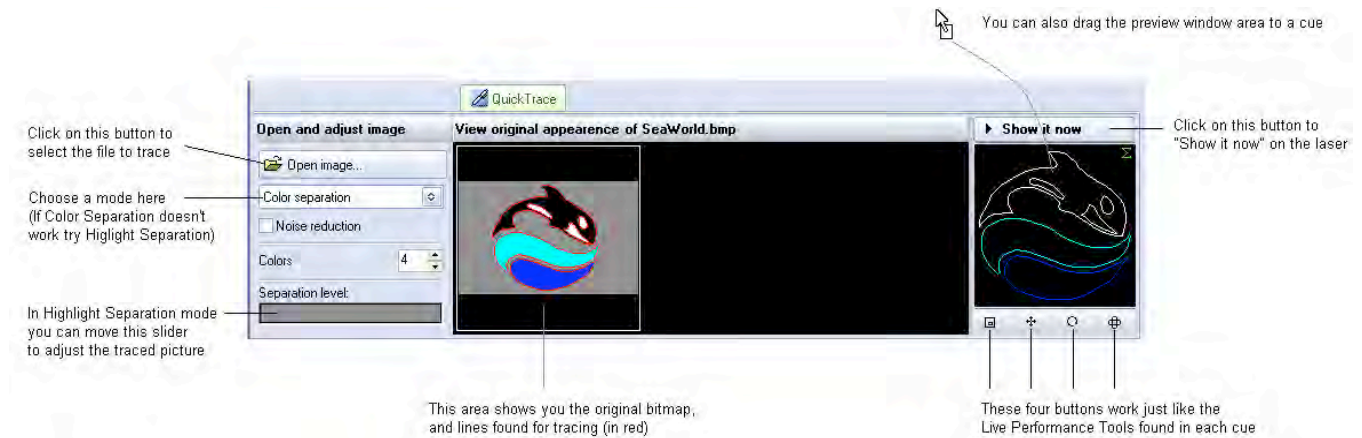 You can also drag the preview window area to a cue
QuickTrace
Click on this button to
select the file to trace
Open and adjust image
View original appearence of SeaWorld.bmp
Show it now
Click on this button to
"Show it now" on the laser
Open image...
Choose a mode here
(If Color Separation doesn't
work try Higlight Separation)
Color separation
Noise reduction
Colors
4
Separation level:
In Highlight Separation mode
you can move this slider
to adjust the traced picture
This area shows you the original bitmap,
and lines found for tracing (in red)
These four buttons work just like the
Live Performance Tools found in each cue